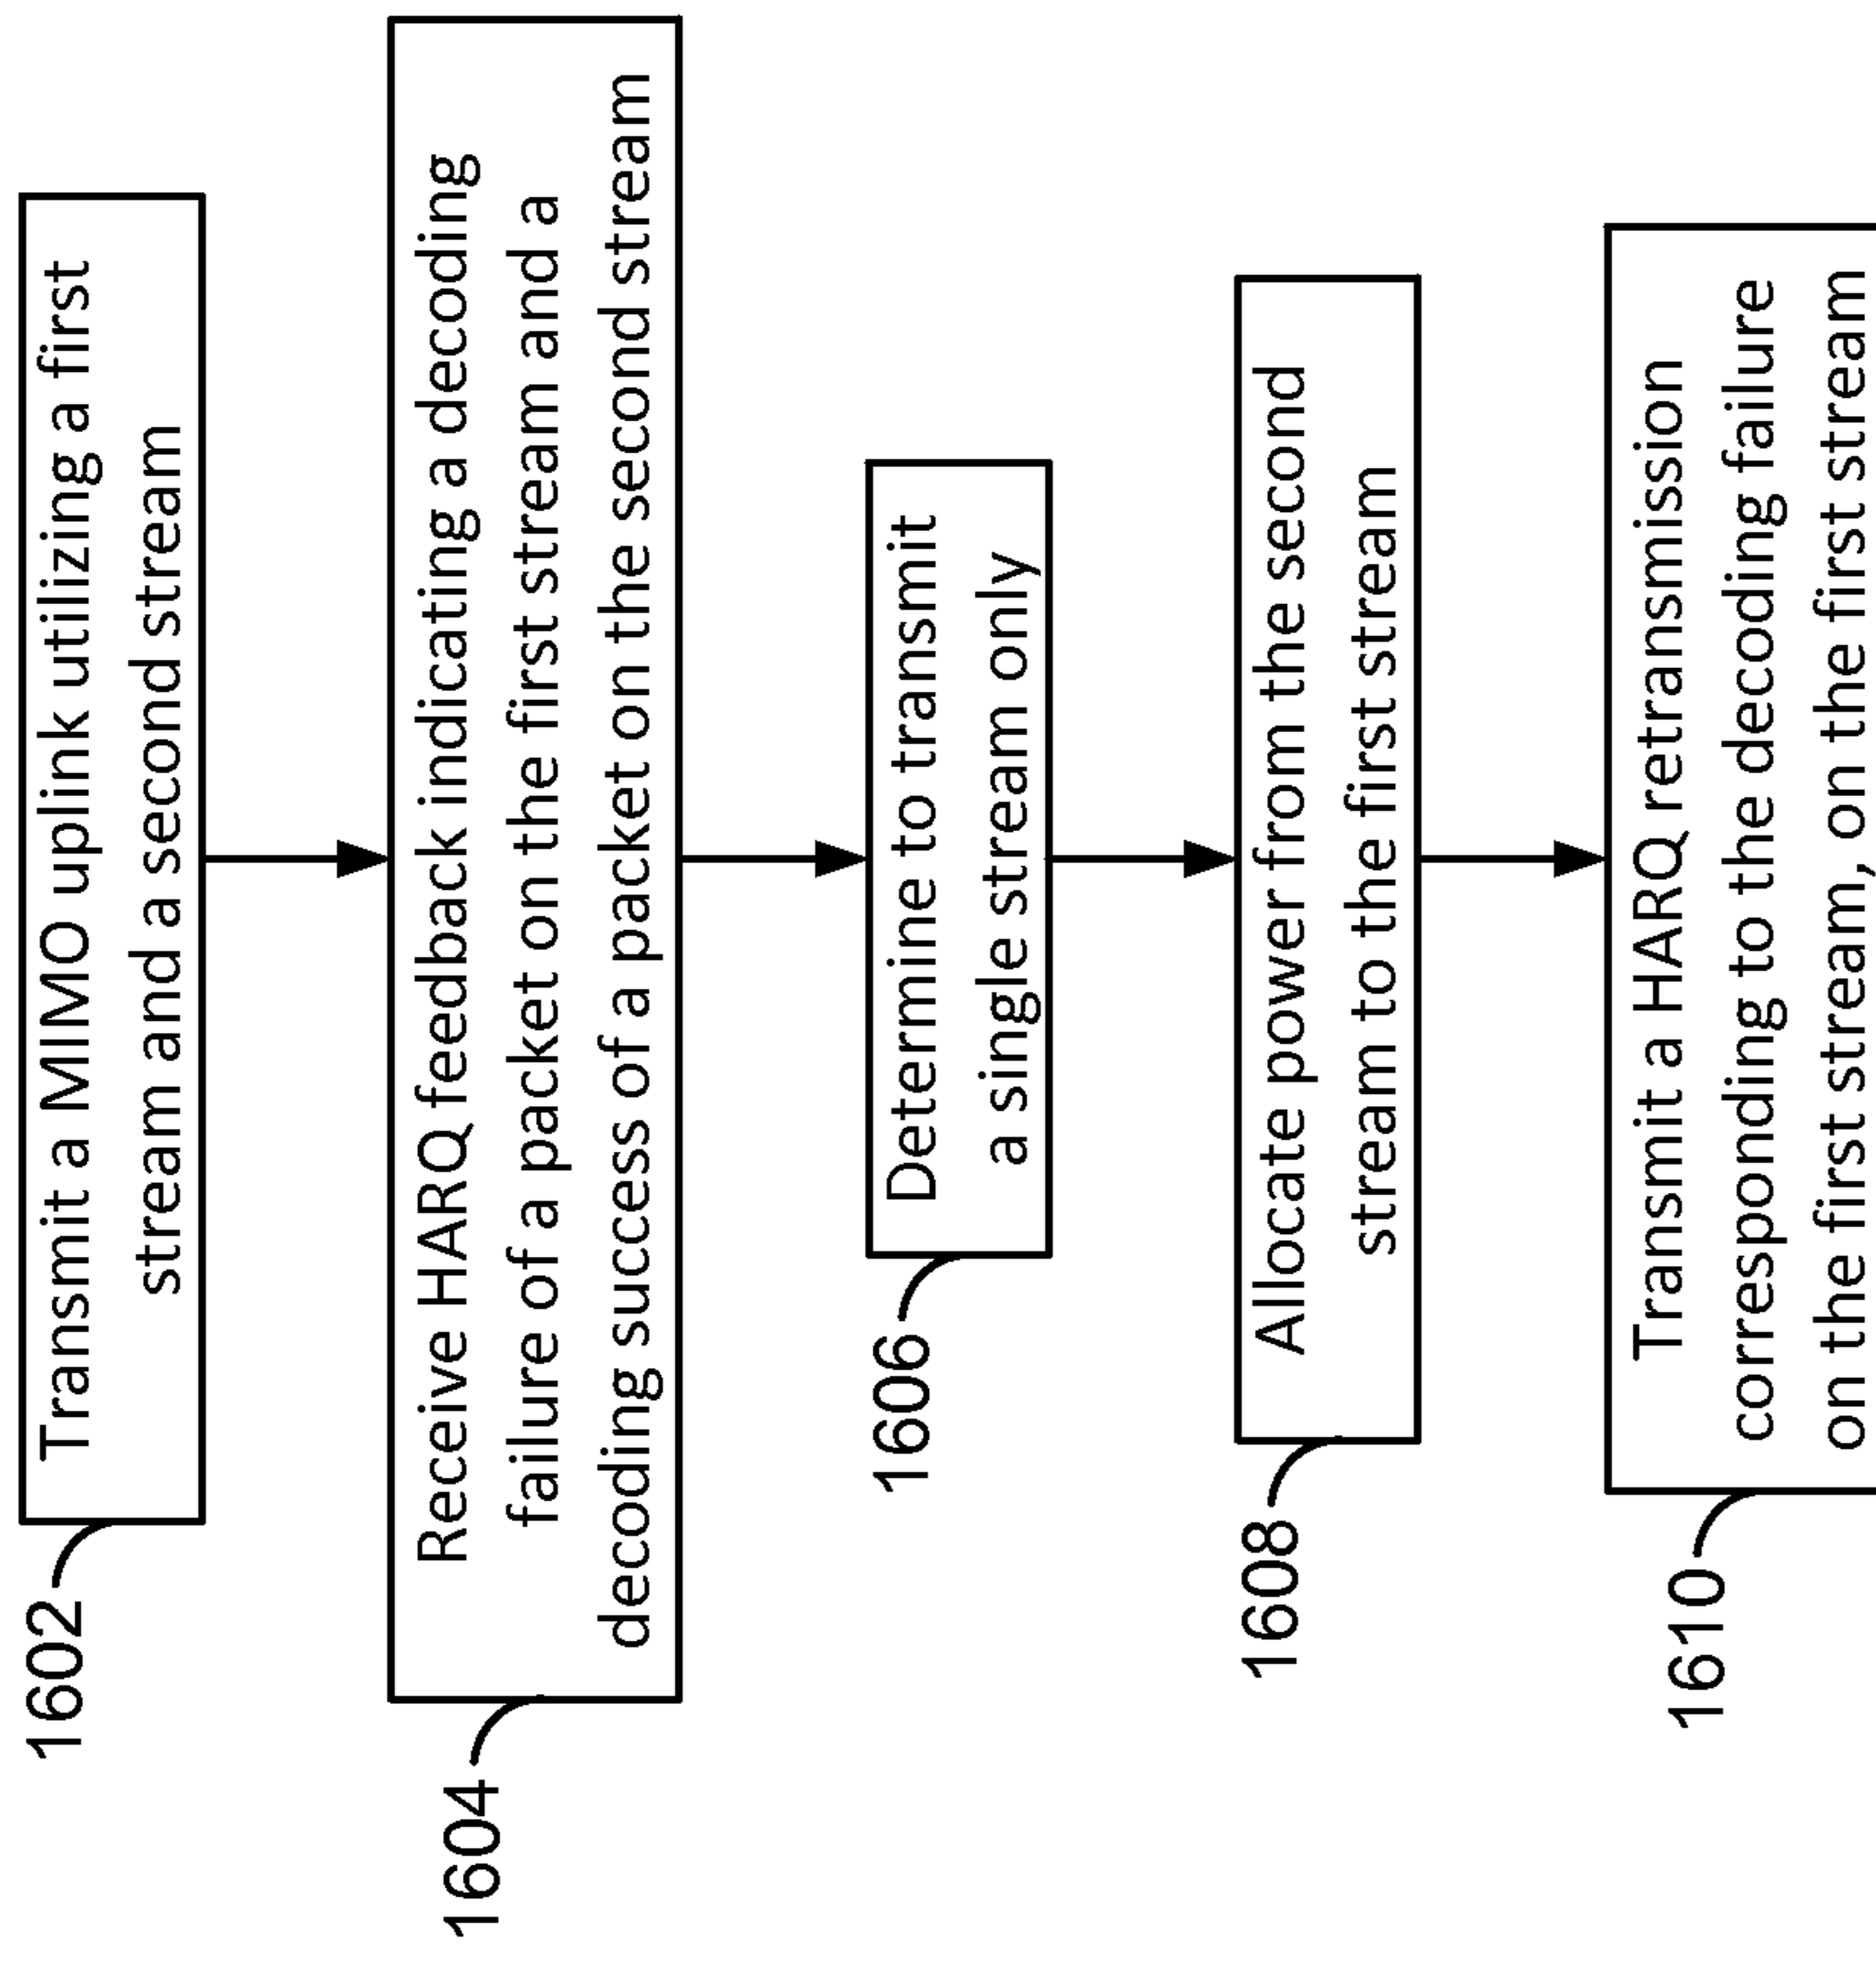 1602
Transmit a MIMO uplink utilizing a first
stream and a second stream
1604
Receive HARQ feedback indicating a decoding
failure of a packet on the first stream and a
decoding success of a packet on the second stream
1606
Determine to transmit
a single stream only
1608
Allocate power from the second
stream to the first stream
1610
Transmit a HARQ retransmission
corresponding to the decoding failure
on the first stream, on the first stream